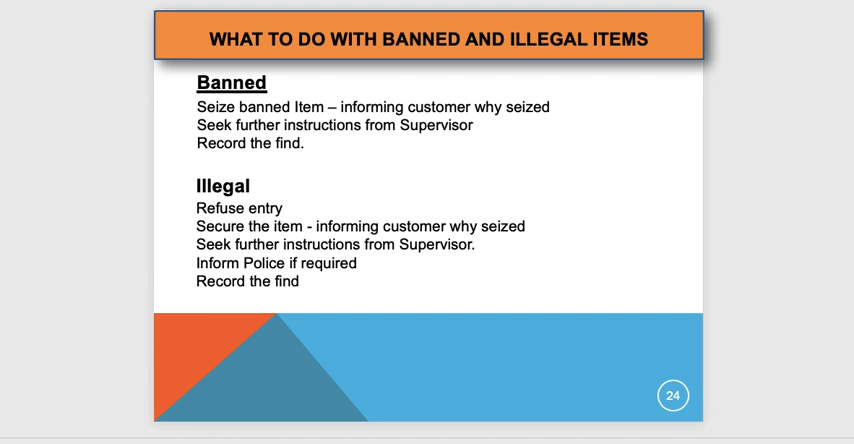 WHAT TO DO WITH BANNED AND ILLEGAL ITEMS
Banned
Seize banned Item – informing customer why seized
Seek further instructions from Supervisor
Record the find.
Illegal
Refuse entry
Secure the item - informing customer why seized
Seek further instructions from Supervisor.
Inform Police if required
Record the find
24